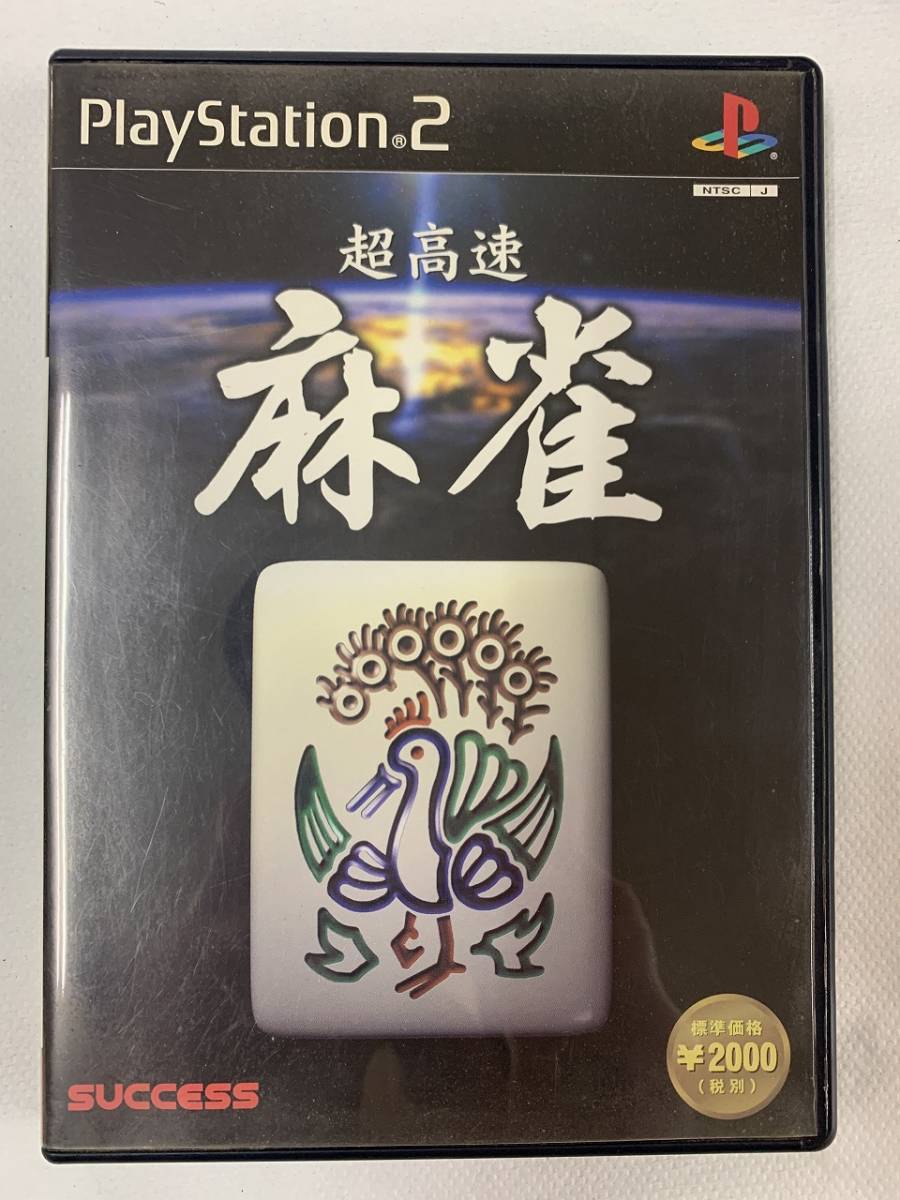 PlayStation®2
NTSC J
超高速
麻雀
標準価格
¥2000
(税別)
SUCCESS